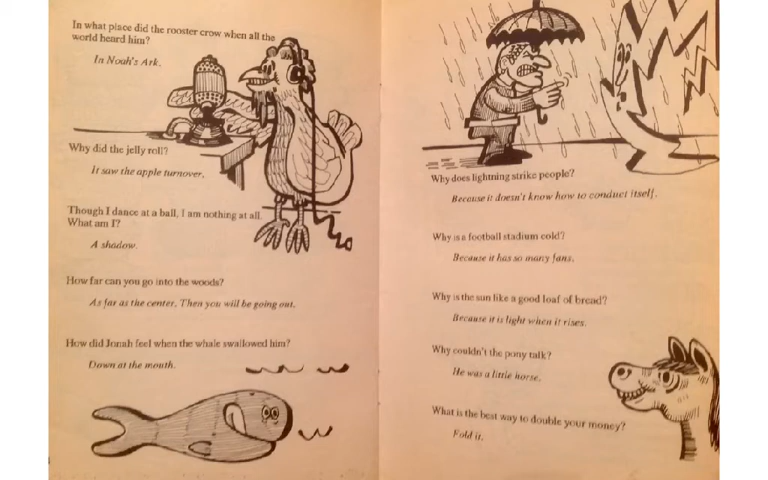 In what place did the rooster crow when all the
world heard him?
In Noah's Ark.
Why did the jelly roll?
It saw the apple turnover.
Though I dance at a ball, I am nothing at all.
What am I?
A shadow.
How far can you go into the woods?
As far as the center. Then you will be going out.
How did Jonah feel when the whale swallowed him?
Down at the mouth.
Why does lightning strike people?
Because it doesn't know how to conduct itself.
Why is a football stadium cold?
Because it has so many fans.
Why is the sun like a good loaf of bread?
Because it is light when it rises.
Why couldn't the pony talk?
He was a little horse.
What is the best way to double your money?
Fold it.